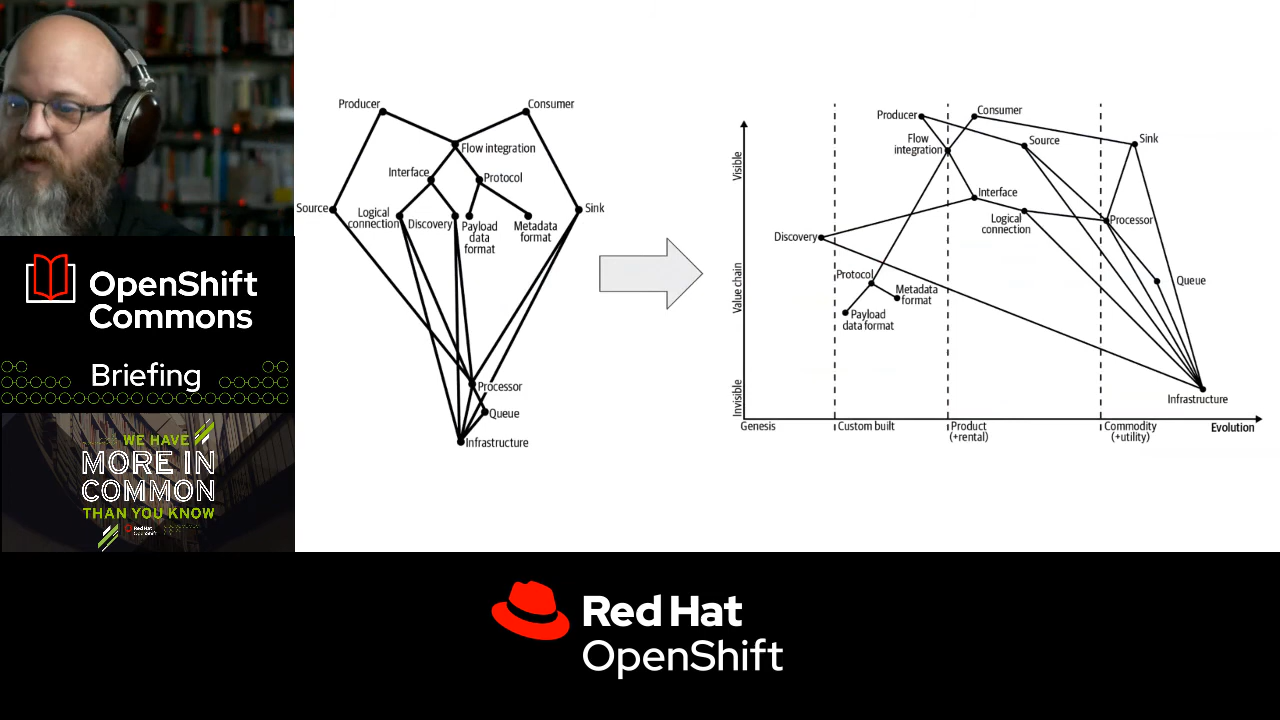 OpenShift
Commons
Briefing
WE HAVE
MORE IN
COMMON
THAN YOU KNOW
Red Hat
Producer
Consumer
Flow integration
Interface
Protocol
Source
Logical
connection
Discovery
Payload
data
format
Metadata
format
Sink
Processor
Queue
Infrastructure
Visible
Value chain
Invisible
Producer
Consumer
Flow
integration
Source
Sink
Interface
Logical
connection
Processor
Discovery
Protocol
Metadata
format
Payload
data format
Queue
Infrastructure
Genesis
Custom built
Product
(+rental)
Commodity
(+utility)
Evolution
Red Hat
OpenShift